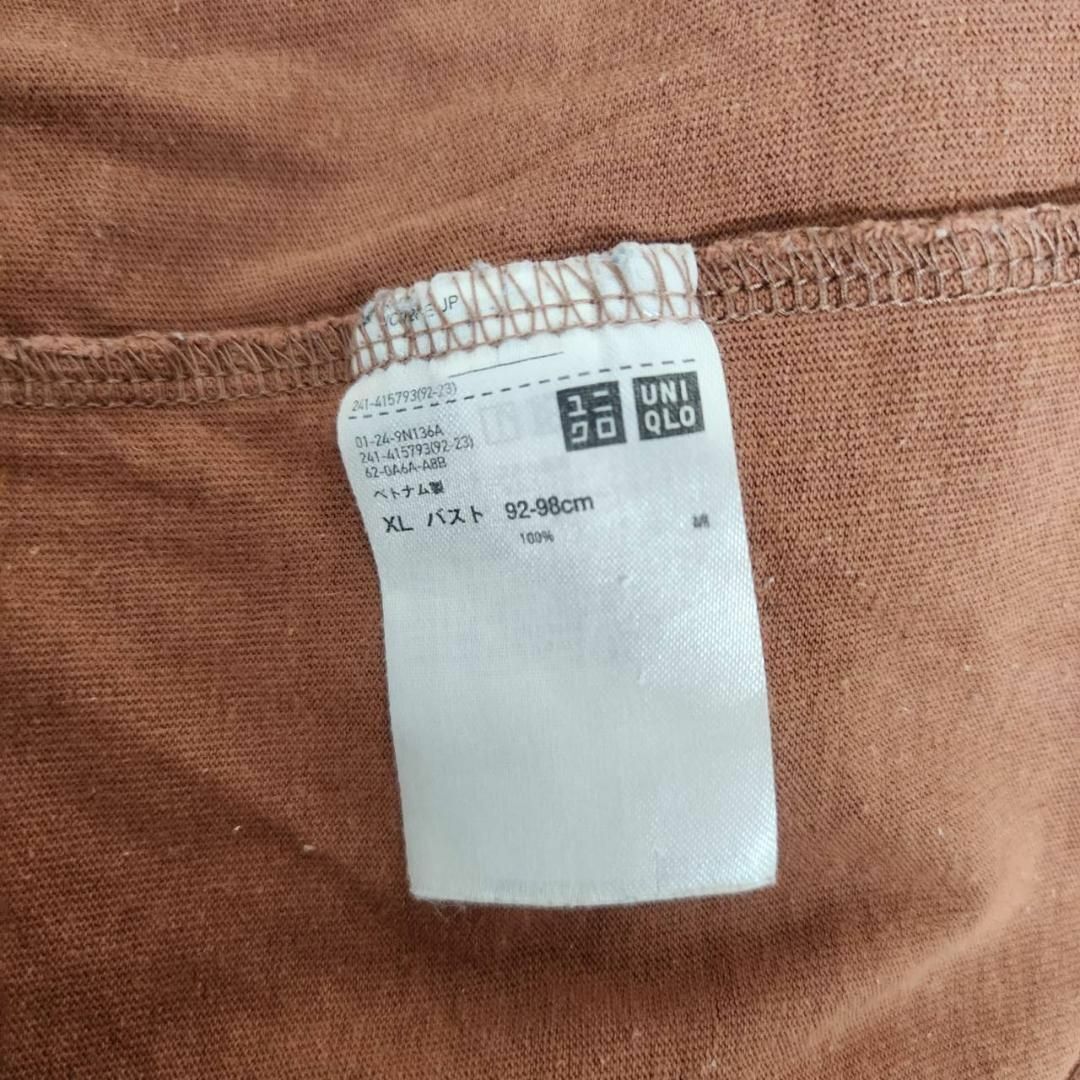 JP
241-415793(92-23)
ユニクロ
UNIQLO
01-24-9N136A
241-415793(92-23)
62-0A6A-A8B
ベトナム製
XL バスト 92-98cm
100%